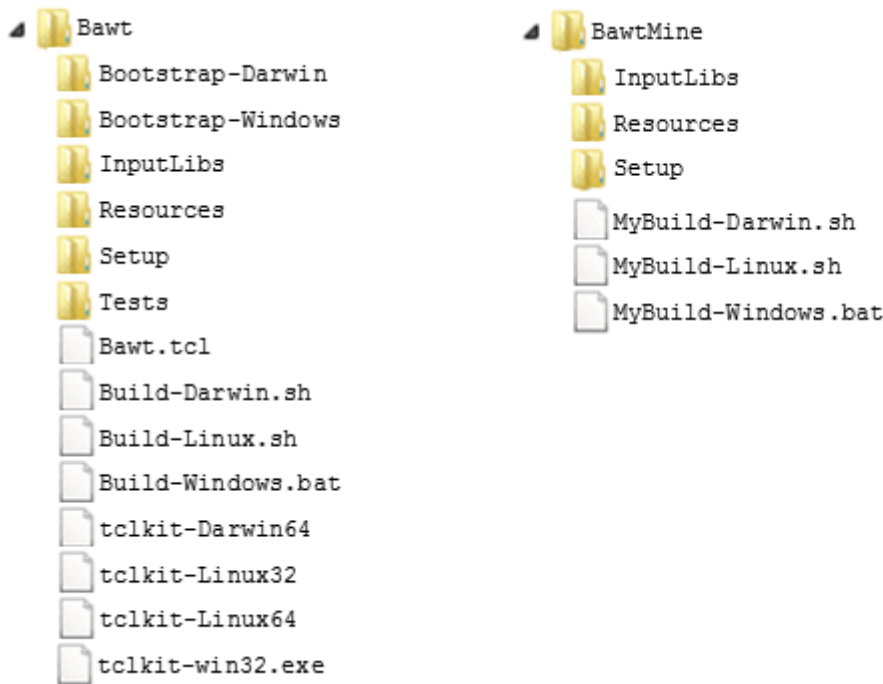 Bawt
Bootstrap-Darwin
Bootstrap-Windows
InputLibs
Resources
Setup
Tests
Bawt.tcl
Build-Darwin.sh
Build-Linux.sh
Build-Windows.bat
tclkit-Darwin64
tclkit-Linux32
tclkit-Linux64
tclkit-win32.exe
BawtMine
InputLibs
Resources
Setup
MyBuild-Darwin.sh
MyBuild-Linux.sh
MyBuild-Windows.bat